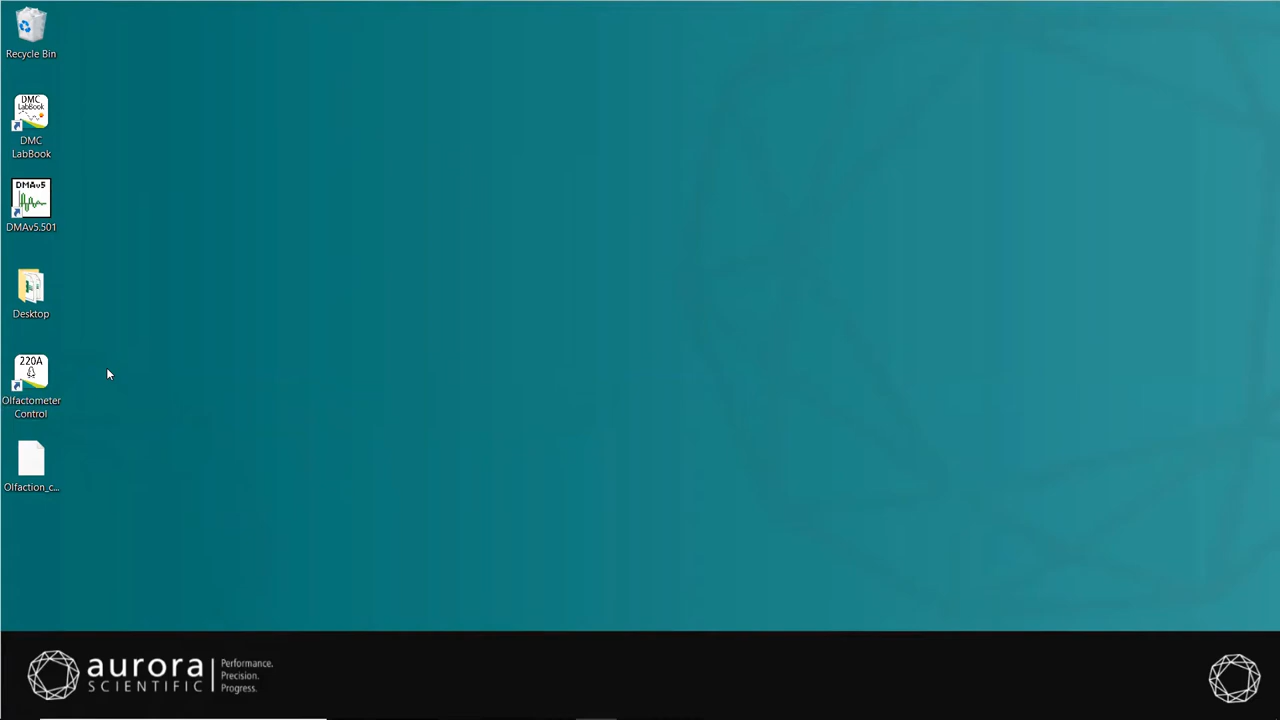 Recycle Bin
DMC
LabBook
DMC
LabBook
DMAv5
DMAv5.501
Desktop
220A
Olfactometer
Control
Olfaction_c...
aurora
SCIENTIFIC
Performance.
Precision.
Progress.